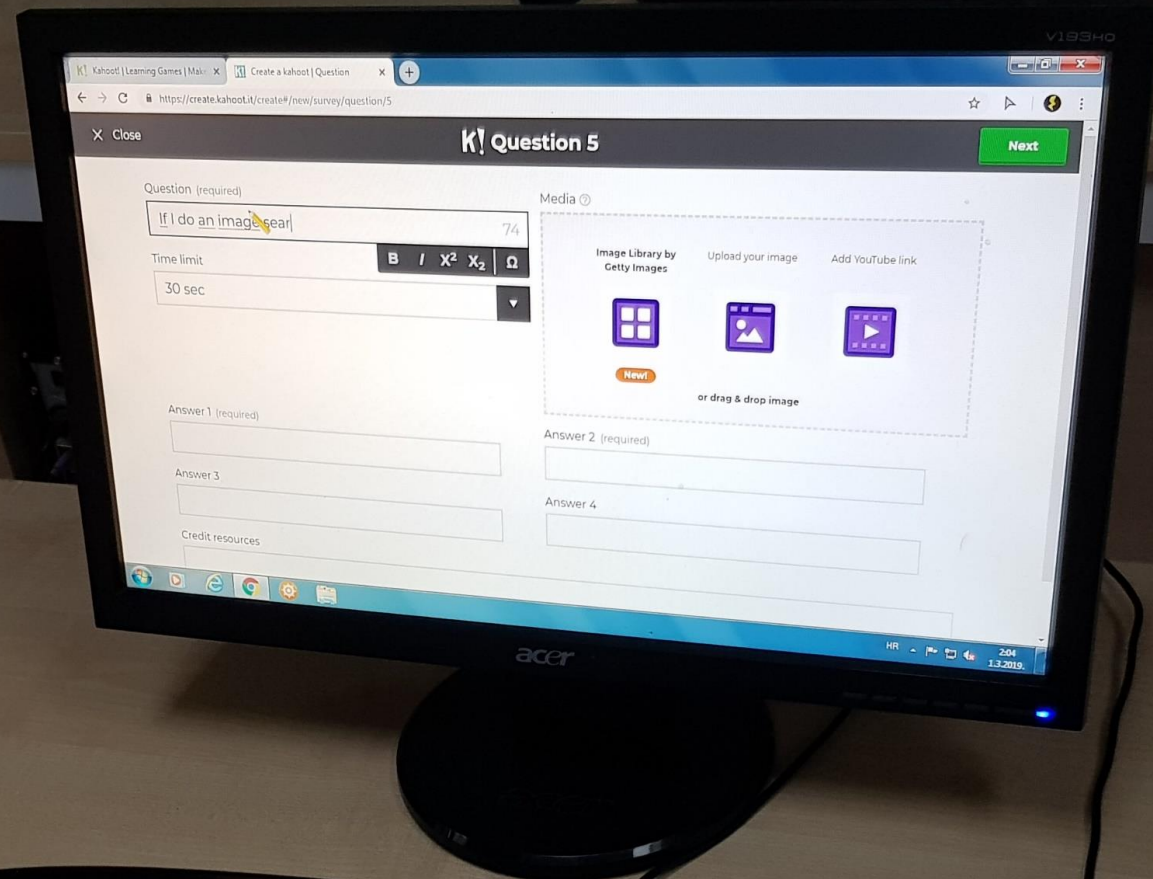 V193HQ
Kahoot! | Learning Games | Mak
Create a kahoot | Question
https://create.kahoot.it/create#/new/survey/question/5
Close
K! Question 5
Next
Question (required)
If I do an image sear
74
B I X² X₂ Ω
Time limit
30 sec
Media
Image Library by
Getty Images
New!
Upload your image
Add YouTube link
or drag & drop image
Answer 1 (required)
Answer 2 (required)
Answer 3
Answer 4
Credit resources
HR
2:04
1.3.2019.
acer